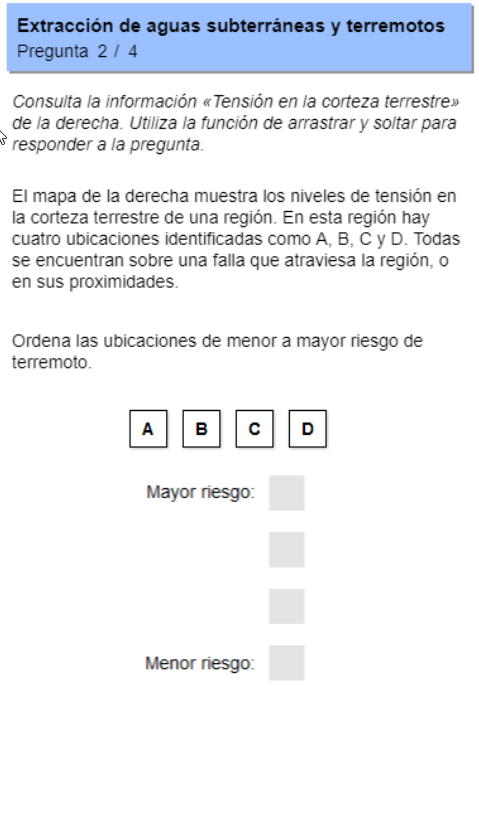 Extracción de aguas subterráneas y terremotos
Pregunta 2 / 4
Consulta la información «Tensión en la corteza terrestre»
de la derecha. Utiliza la función de arrastrar y soltar para
responder a la pregunta.
El mapa de la derecha muestra los niveles de tensión en
la corteza terrestre de una región. En esta región hay
cuatro ubicaciones identificadas como A, B, C y D. Todas
se encuentran sobre una falla que atraviesa la región, o
en sus proximidades.
Ordena las ubicaciones de menor a mayor riesgo de
terremoto.
A B C D
Mayor riesgo:
Menor riesgo: